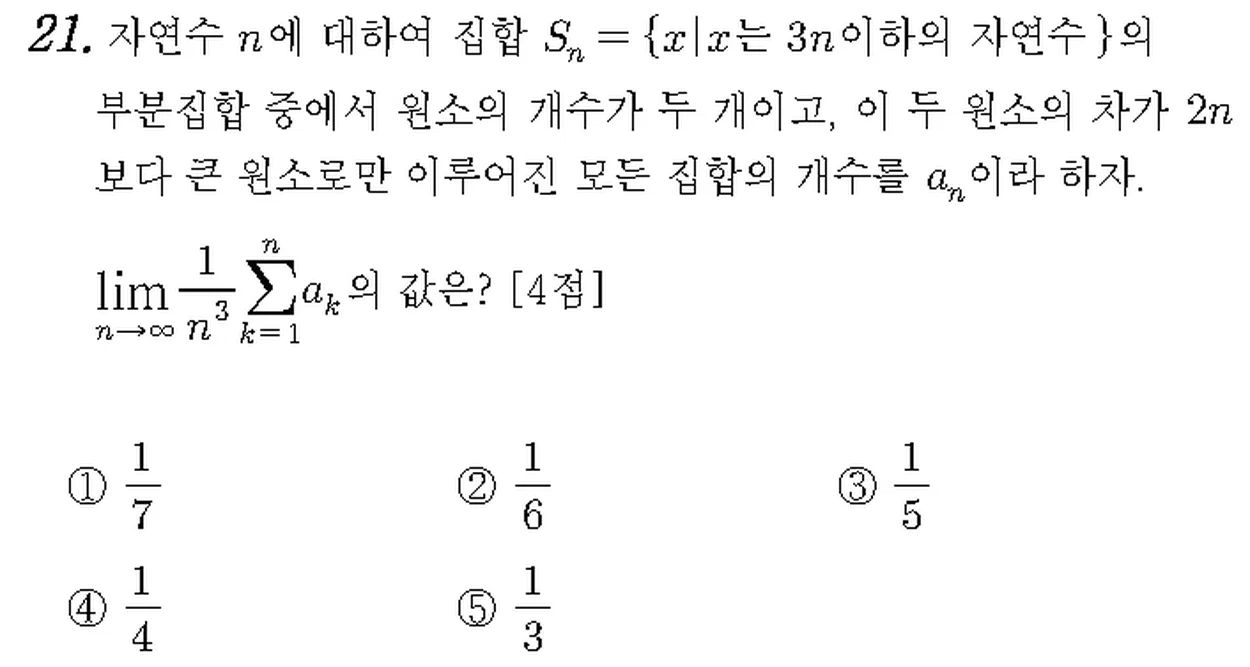 21. 자연수 n에 대하여 집합 Sₙ = {x|x는 3n이하의 자연수}의
부분집합 중에서 원소의 개수가 두 개이고, 이 두 원소의 차가 2n
보다 큰 원소로만 이루어진 모든 집합의 개수를 aₙ이라 하자.
lim_{n→∞} \frac{1}{n^3} \sum_{k=1}^{n} a_k의 값은? [4점]
① 1/7 ② 1/6 ③ 1/5
④ 1/4 ⑤ 1/3